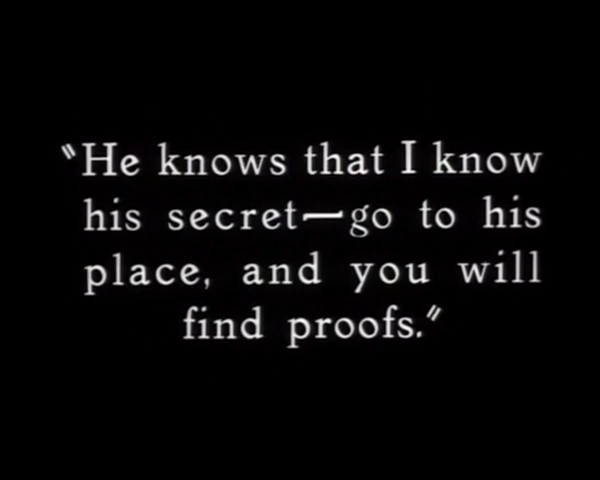 "He knows that I know
his secret—go to his
place, and you will
find proofs."